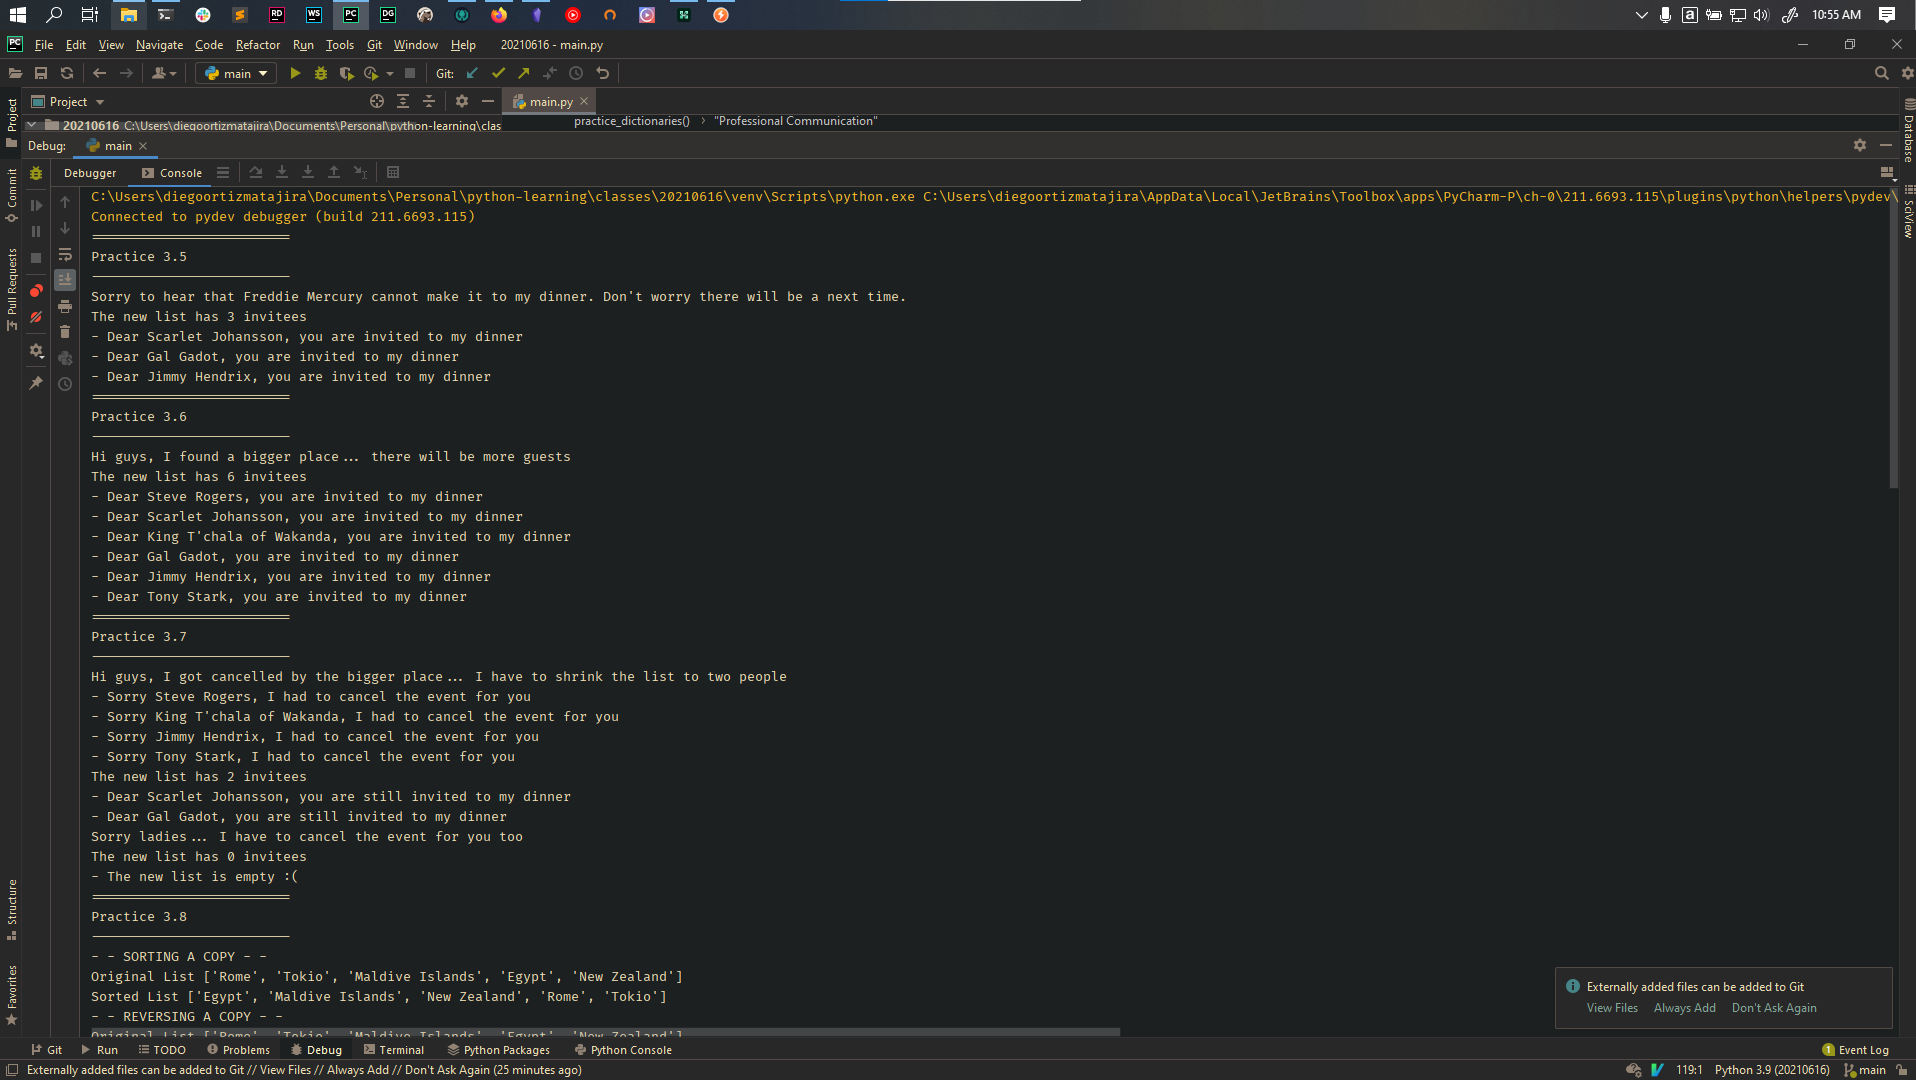 10:55 AM
File Edit View Navigate Code Refactor Run Tools Git Window Help 20210616 - main.py
main Git:
Project main.py
20210616 C:\Users\diegoortizmatajira\Documents\Personal\python-learning\clas practice_dictionaries() "Professional Communication"
Debug: main
Debugger Console
C:\Users\diegoortizmatajira\Documents\Personal\python-learning\classes\20210616\venv\Scripts\python.exe C:\Users\diegoortizmatajira\AppData\Local\JetBrains\Toolbox\apps\PyCharm-P\ch-0\211.6693.115\plugins\python\helpers\pydev\
Connected to pydev debugger (build 211.6693.115)
Practice 3.5
Sorry to hear that Freddie Mercury cannot make it to my dinner. Don't worry there will be a next time.
The new list has 3 invitees
- Dear Scarlet Johansson, you are invited to my dinner
- Dear Gal Gadot, you are invited to my dinner
- Dear Jimmy Hendrix, you are invited to my dinner
Practice 3.6
Hi guys, I found a bigger place... there will be more guests
The new list has 6 invitees
- Dear Steve Rogers, you are invited to my dinner
- Dear Scarlet Johansson, you are invited to my dinner
- Dear King T'chala of Wakanda, you are invited to my dinner
- Dear Gal Gadot, you are invited to my dinner
- Dear Jimmy Hendrix, you are invited to my dinner
- Dear Tony Stark, you are invited to my dinner
Practice 3.7
Hi guys, I got cancelled by the bigger place... I have to shrink the list to two people
- Sorry Steve Rogers, I had to cancel the event for you
- Sorry King T'chala of Wakanda, I had to cancel the event for you
- Sorry Jimmy Hendrix, I had to cancel the event for you
- Sorry Tony Stark, I had to cancel the event for you
The new list has 2 invitees
- Dear Scarlet Johansson, you are still invited to my dinner
- Dear Gal Gadot, you are still invited to my dinner
Sorry ladies... I have to cancel the event for you too
The new list has 0 invitees
- The new list is empty :(
Practice 3.8
- - SORTING A COPY - -
Original List ['Rome', 'Tokio', 'Maldive Islands', 'Egypt', 'New Zealand']
Sorted List ['Egypt', 'Maldive Islands', 'New Zealand', 'Rome', 'Tokio']
- - REVERSING A COPY - -
Original List ['Rome', 'Tokio', 'Maldive Islands', 'Egypt', 'New Zealand']
Project
Commit
Pull Requests
Structure
Favorites
Database
SciView
Externally added files can be added to Git
View Files Always Add Don't Ask Again
Git Run TODO Problems Debug Terminal Python Packages Python Console 1 Event Log
Externally added files can be added to Git // View Files // Always Add // Don't Ask Again (25 minutes ago) 119:1 Python 3.9 (20210616) main